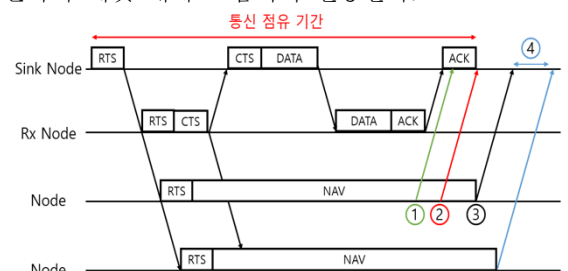 통신 점유 기간
④
RTS CTS DATA ACK
Sink Node
RTS CTS DATA ACK
Rx Node
RTS NAV
Node
① ② ③
RTS NAV
Node